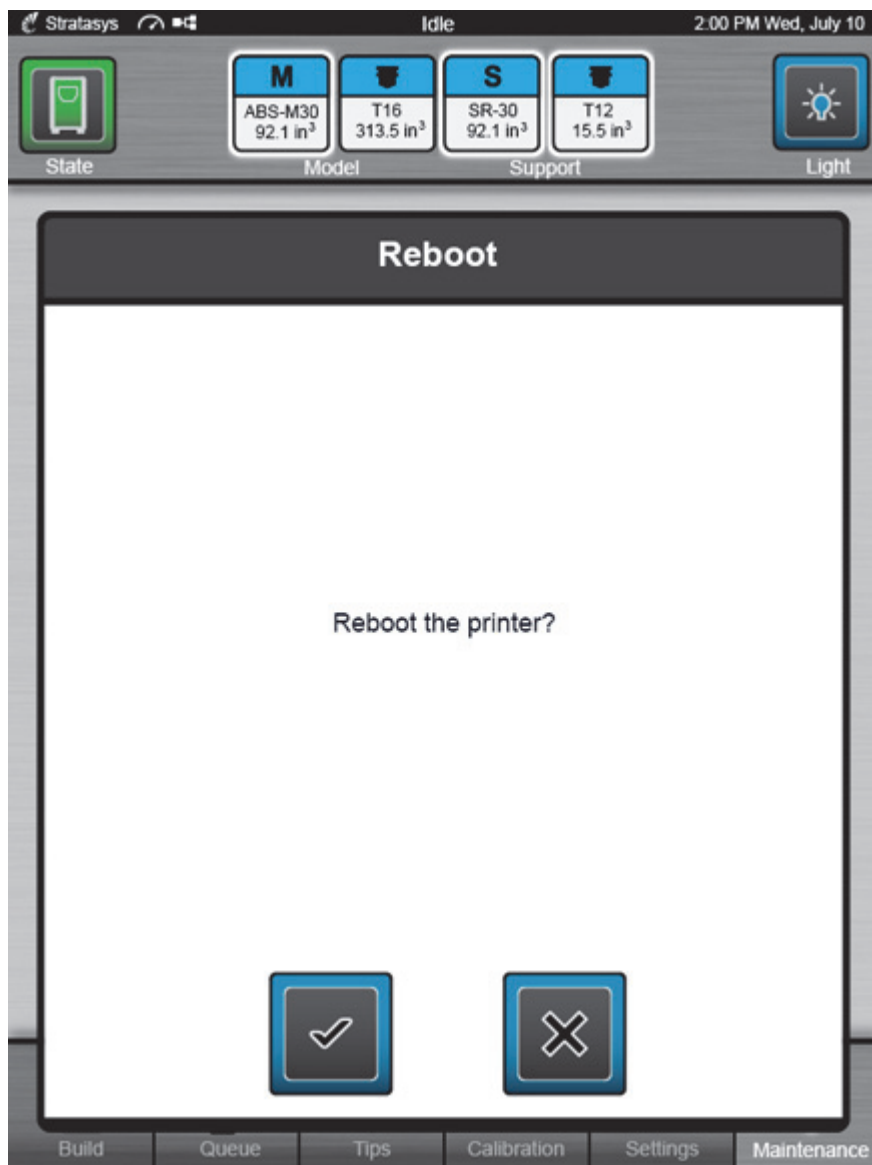 Stratasys Idle 2:00 PM Wed, July 10
M S
ABS-M30 T16 SR-30 T12
92.1 in³ 313.5 in³ 92.1 in³ 15.5 in³
State Model Support Light
Reboot
Reboot the printer?
Build Queue Tips Calibration Settings Maintenance